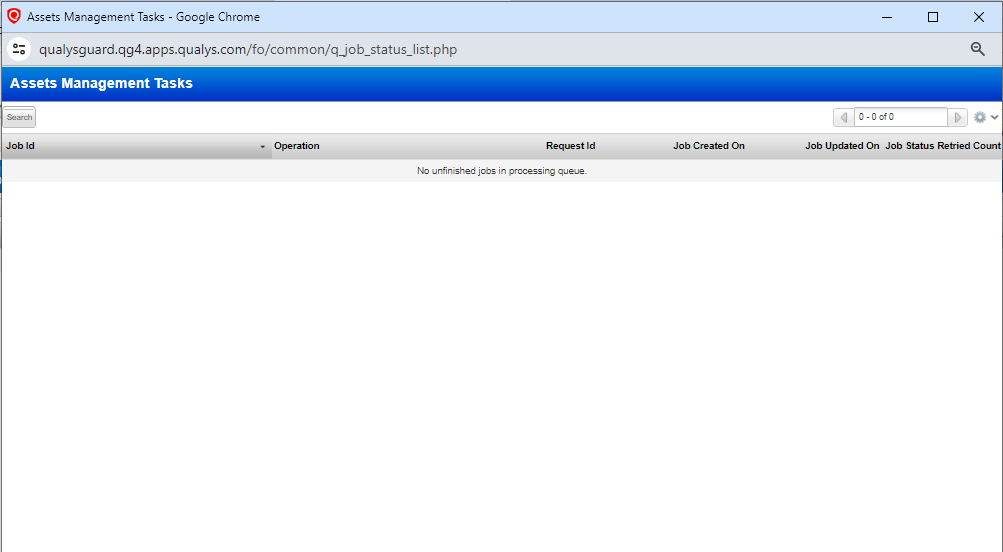 Assets Management Tasks - Google Chrome
qualysguard.qg4.apps.qualys.com/fo/common/q_job_status_list.php
Assets Management Tasks
Search
0 - 0 of 0
Job Id Operation Request Id Job Created On Job Updated On Job Status Retried Count
No unfinished jobs in processing queue.